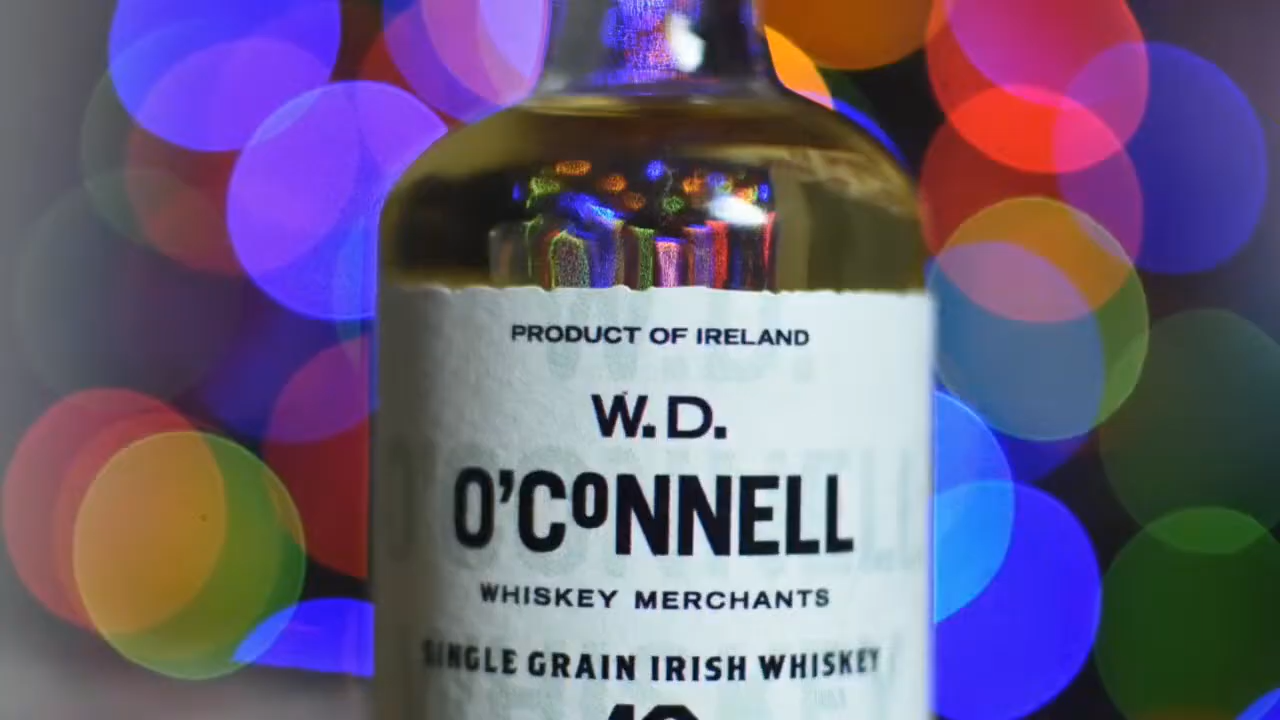 PRODUCT OF IRELAND
W.D.
O'CONNELL
WHISKEY MERCHANTS
SINGLE GRAIN IRISH WHISKEY